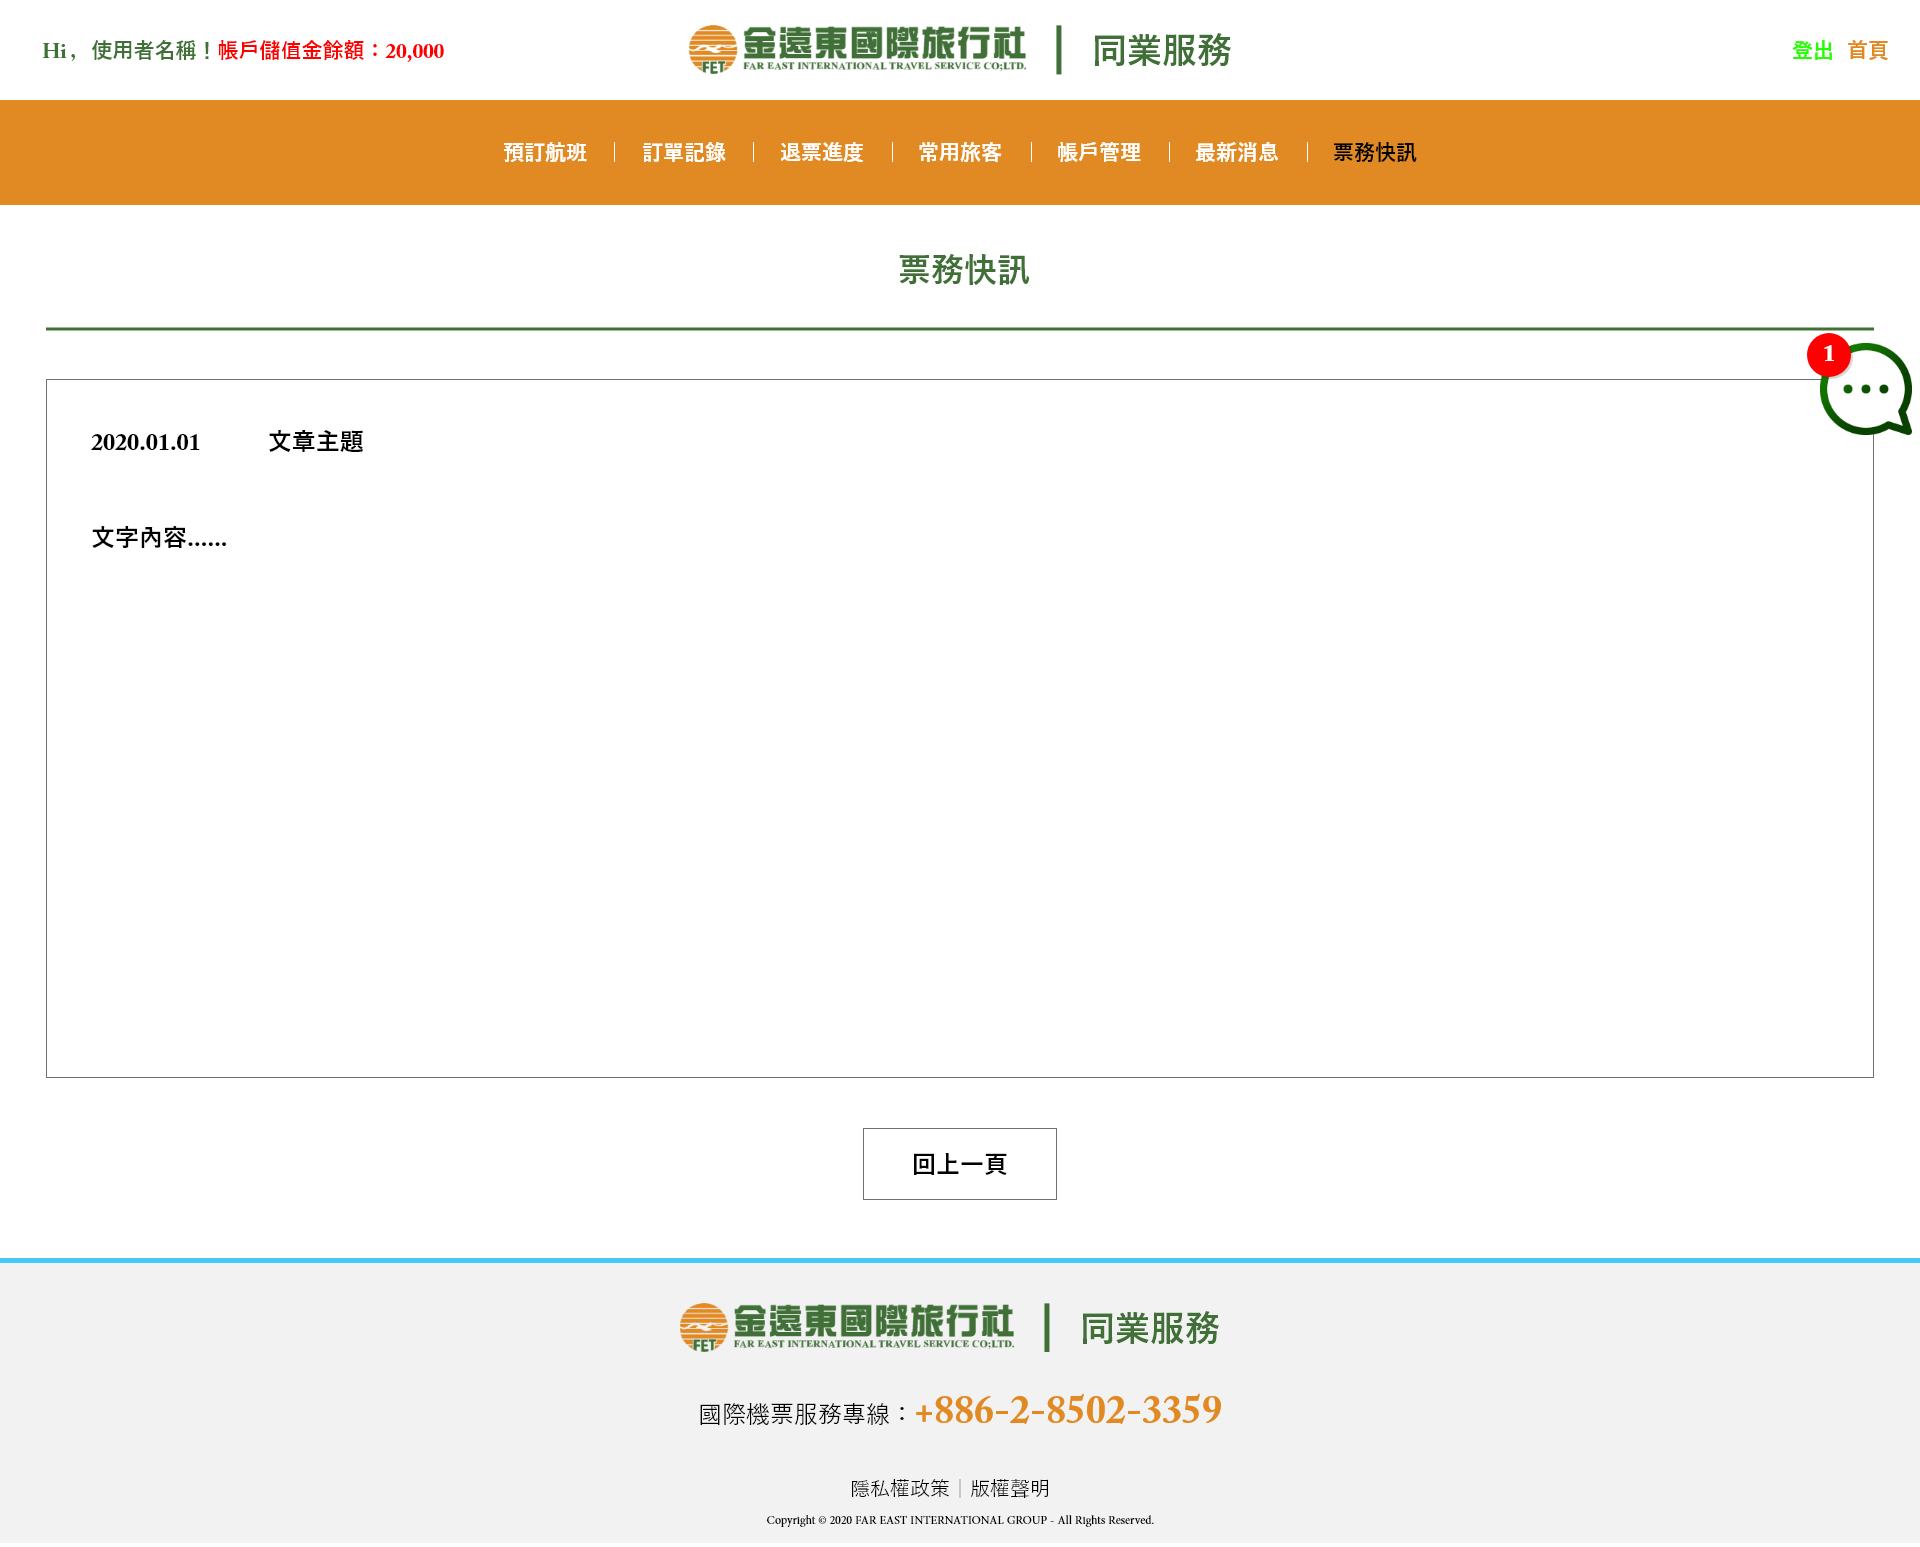 Hi，使用者名稱！帳戶儲值金餘額：20,000
FET 金遠東國際旅行社 同業服務
FAR EAST INTERNATIONAL TRAVEL SERVICE CO;LTD.
登出 首頁
預訂航班 訂單記錄 退票進度 常用旅客 帳戶管理 最新消息 票務快訊
票務快訊
1
2020.01.01 文章主題
文字內容......
回上一頁
FET 金遠東國際旅行社 同業服務
FAR EAST INTERNATIONAL TRAVEL SERVICE CO;LTD.
國際機票服務專線：+886-2-8502-3359
隱私權政策｜版權聲明
Copyright © 2020 FAR EAST INTERNATIONAL GROUP - All Rights Reserved.